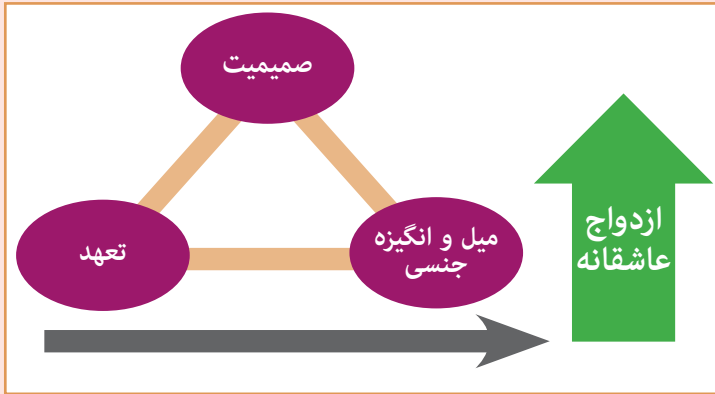 صمیمیت
میل و انگیزه
جنسی
تعهد
ازدواج
عاشقانه